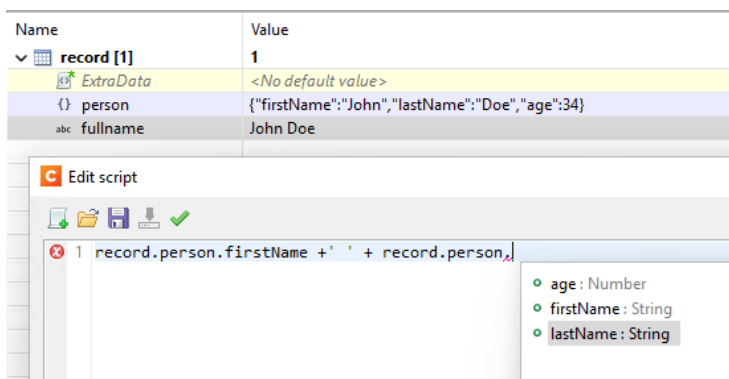 Name Value
record [1] 1
ExtraData <No default value>
{} person {"firstName":"John","lastName":"Doe","age":34}
abc fullname John Doe
C Edit script
1 record.person.firstName +' ' + record.person.
age : Number
firstName : String
lastName : String